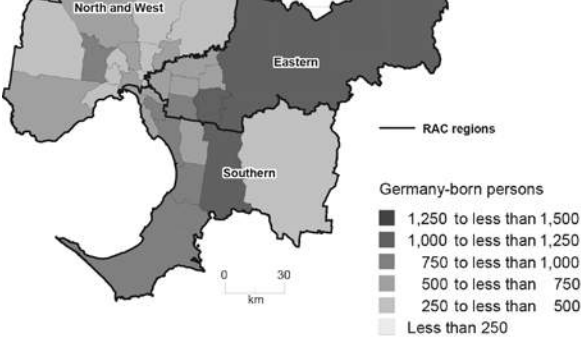 North and West
Eastern
RAC regions
Southern
Germany-born persons
1,250 to less than 1,500
1,000 to less than 1,250
750 to less than 1,000
500 to less than 750
250 to less than 500
Less than 250
0 30
km